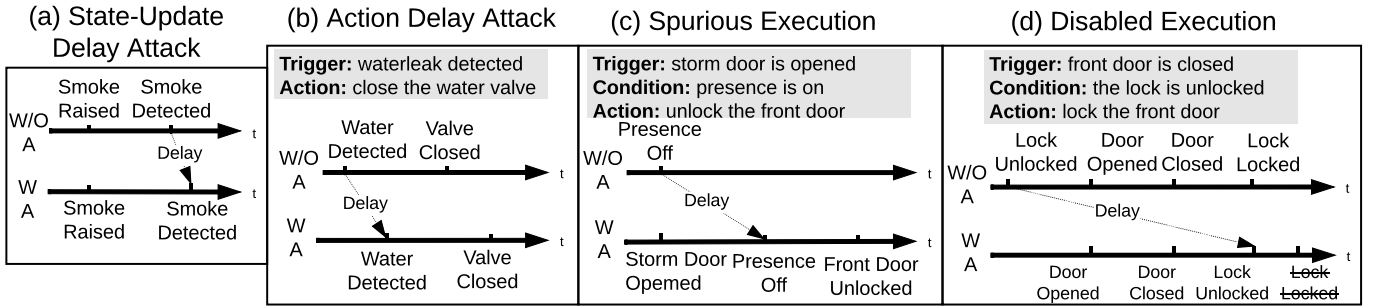 (a) State-Update
Delay Attack
Smoke Smoke
Raised Detected
W/O
A
t
Delay
W
A
t
Smoke Smoke
Raised Detected
(b) Action Delay Attack
Trigger: waterleak detected
Action: close the water valve
Water Valve
Detected Closed
W/O
A
t
Delay
W
A
t
Water Valve
Detected Closed
(c) Spurious Execution
Trigger: storm door is opened
Condition: presence is on
Action: unlock the front door
Presence
Off
W/O
A
t
Delay
W
A
t
Storm Door Presence Front Door
Opemed Off Unlocked
(d) Disabled Execution
Trigger: front door is closed
Condition: the lock is unlocked
Action: lock the front door
Lock Door Door Lock
Unlocked Opened Closed Locked
W/O
A
t
Delay
W
A
t
Door Door Lock Lock
Opened Closed Unlocked Locked